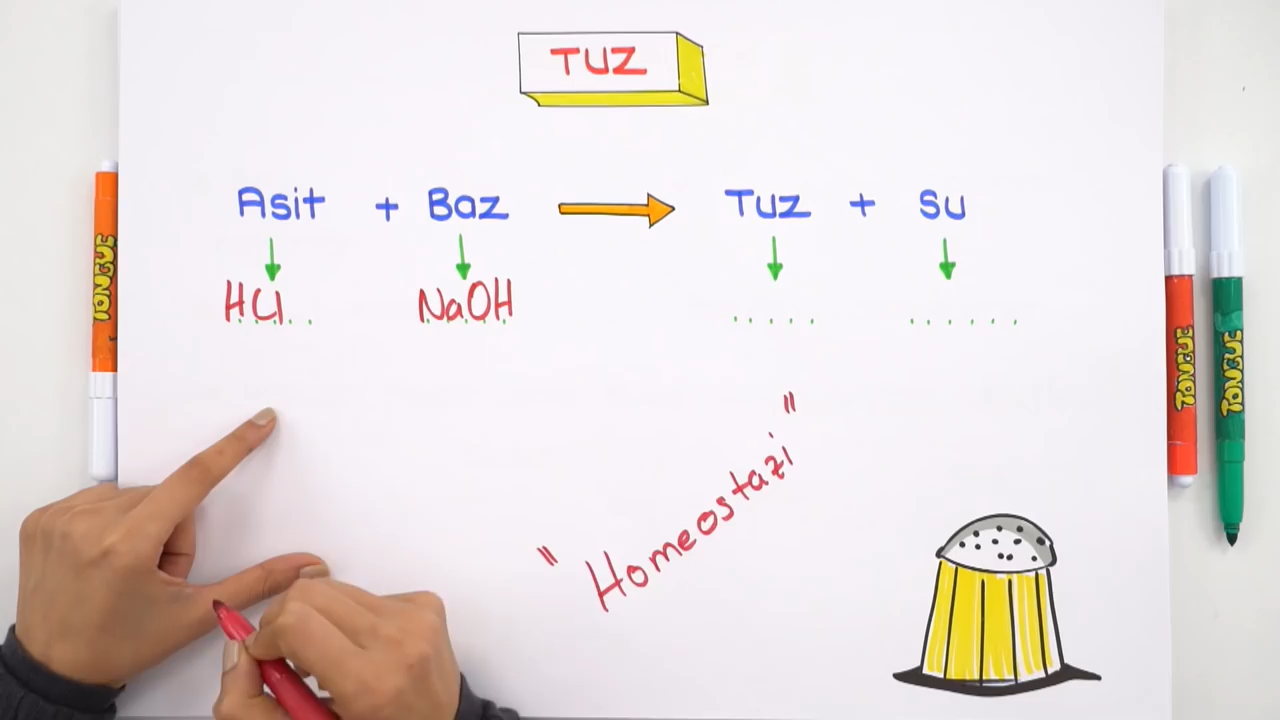 TUZ
Asit + Baz → Tuz + Su
HCl NaOH
"Homeostazi"
TONGUE
TONGUE
TONGUE